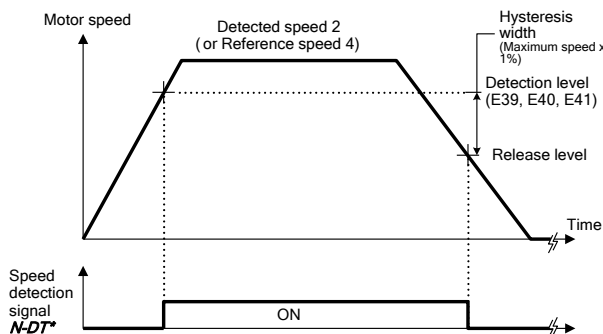 Motor speed
Detected speed 2
( or Reference speed 4)
Hysteresis
width
(Maximum speed x
1%)
Detection level
(E39, E40, E41)
Release level
Time
Speed
detection
signal
N-DT*
ON